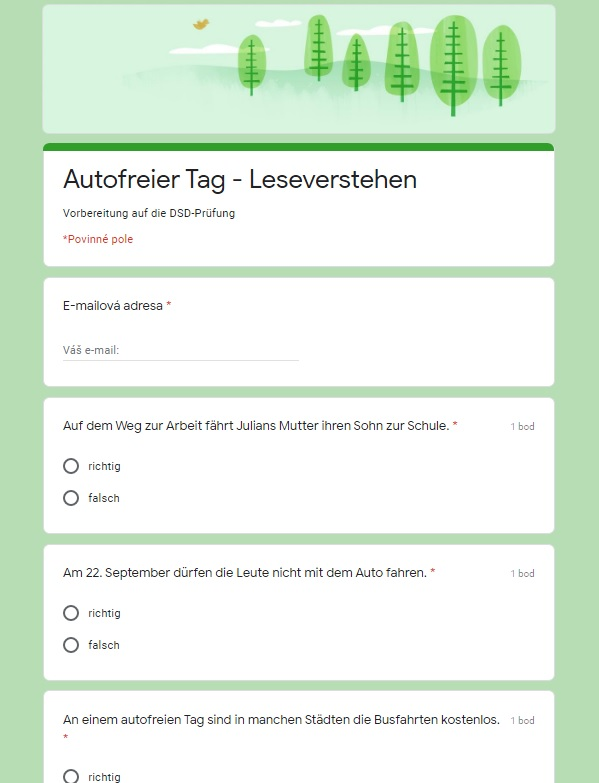 Autofreier Tag - Leseverstehen
Vorbereitung auf die DSD-Prüfung
*Povinné pole
E-mailová adresa *
Váš e-mail:
Auf dem Weg zur Arbeit fährt Julians Mutter ihren Sohn zur Schule. * 1 bod
richtig
falsch
Am 22. September dürfen die Leute nicht mit dem Auto fahren. * 1 bod
richtig
falsch
An einem autofreien Tag sind in manchen Städten die Busfahrten kostenlos. 1 bod
*
richtig